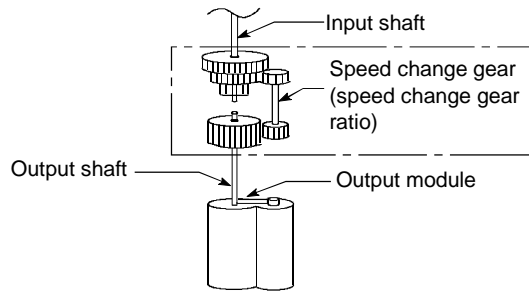 Input shaft
Speed change gear
(speed change gear
ratio)
Output shaft
Output module